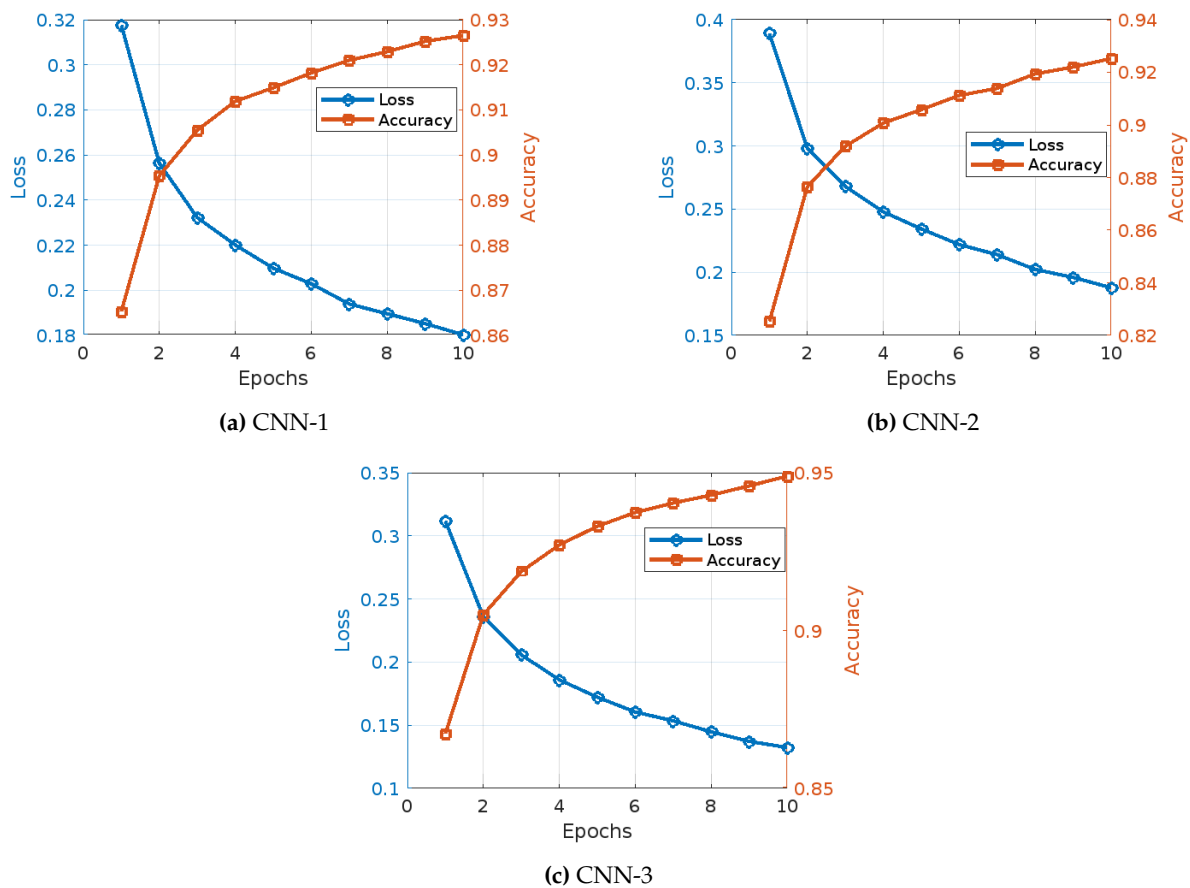 0.32
0.3
0.28
0.26
0.24
0.22
0.2
0.18
Loss
0.93
0.92
0.91
0.9
0.89
0.88
0.87
0.86
Accuracy
Loss
Accuracy
0 2 4 6 8 10
Epochs
(a) CNN-1
0.4
0.35
0.3
0.25
0.2
0.15
Loss
0.94
0.92
0.9
0.88
0.86
0.84
0.82
Accuracy
Loss
Accuracy
0 2 4 6 8 10
Epochs
(b) CNN-2
0.35
0.3
0.25
0.2
0.15
0.1
Loss
0.95
0.9
0.85
Accuracy
Loss
Accuracy
0 2 4 6 8 10
Epochs
(c) CNN-3